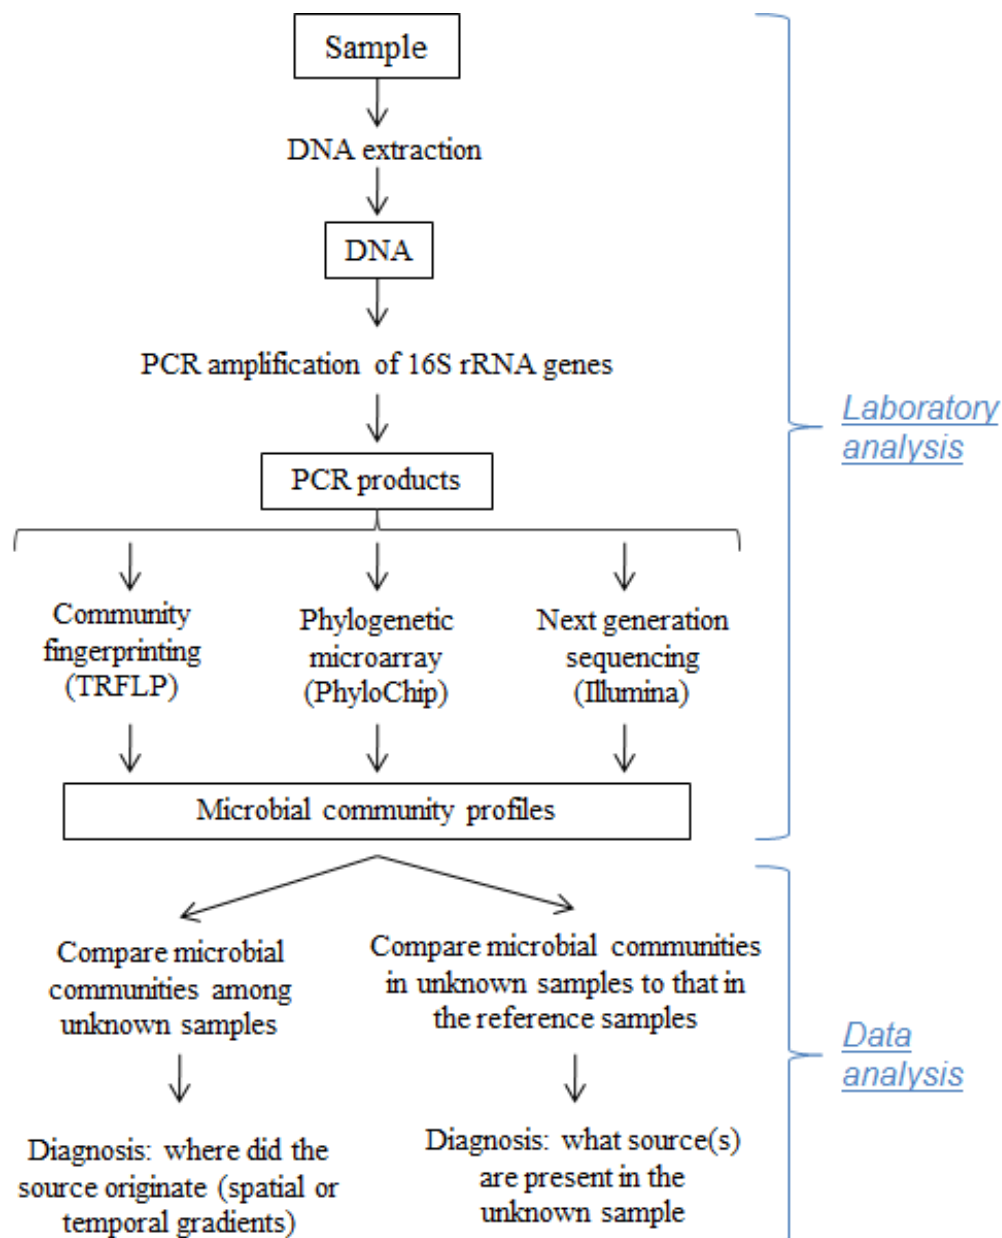 Sample
DNA extraction
DNA
PCR amplification of 16S rRNA genes
Laboratory
analysis
PCR products
Community
fingerprinting
(TRFLP)
Phylogenetic
microarray
(PhyloChip)
Next generation
sequencing
(Illumina)
Microbial community profiles
Compare microbial
communities among
unknown samples
Compare microbial communities
in unknown samples to that in
the reference samples
Data
analysis
Diagnosis: where did the
source originate (spatial or
temporal gradients)
Diagnosis: what source(s)
are present in the
unknown sample